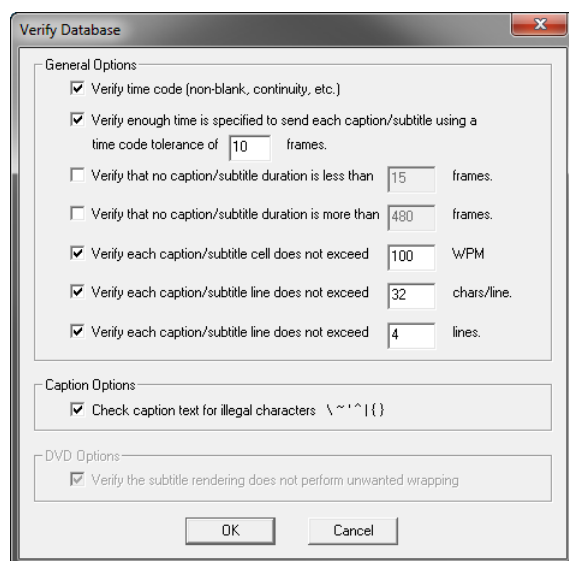 Verify Database
General Options
Verify time code (non-blank, continuity, etc.)
Verify enough time is specified to send each caption/subtitle using a
time code tolerance of 10 frames.
Verify that no caption/subtitle duration is less than 15 frames.
Verify that no caption/subtitle duration is more than 480 frames.
Verify each caption/subtitle cell does not exceed 100 WPM
Verify each caption/subtitle line does not exceed 32 chars/line.
Verify each caption/subtitle line does not exceed 4 lines.
Caption Options
Check caption text for illegal characters \ ~ ' ^ | { }
DVD Options
Verify the subtitle rendering does not perform unwanted wrapping
OK Cancel